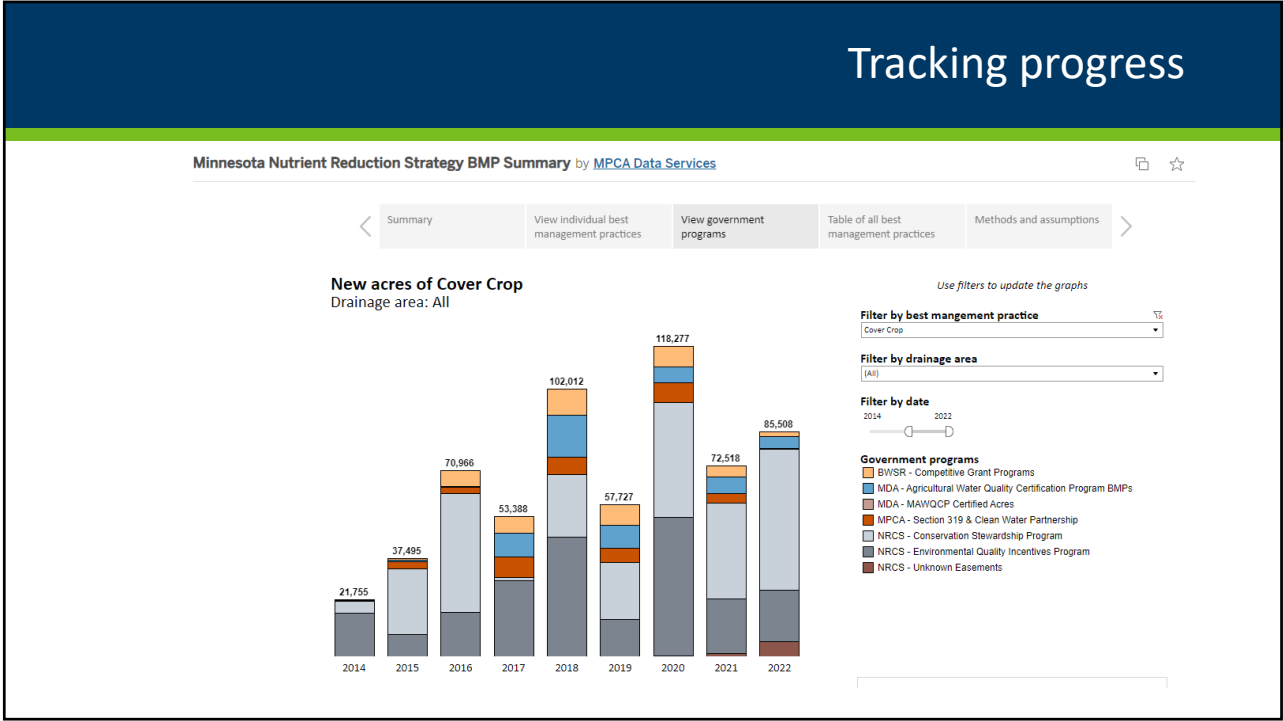 Tracking progress
Minnesota Nutrient Reduction Strategy BMP Summary by MPCA Data Services
Summary
View individual best
management practices
View government
programs
Table of all best
management practices
Methods and assumptions
New acres of Cover Crop
Drainage area: All
21,755
37,495
70,966
53,388
102,012
57,727
118,277
72,518
85,508
2014
2015
2016
2017
2018
2019
2020
2021
2022
Use filters to update the graphs
Filter by best mangement practice
Cover Crop
Filter by drainage area
(All)
Filter by date
2014
2022
Government programs
BWSR - Competitive Grant Programs
MDA - Agricultural Water Quality Certification Program BMPs
MDA - MAWQCP Certified Acres
MPCA - Section 319 & Clean Water Partnership
NRCS - Conservation Stewardship Program
NRCS - Environmental Quality Incentives Program
NRCS - Unknown Easements